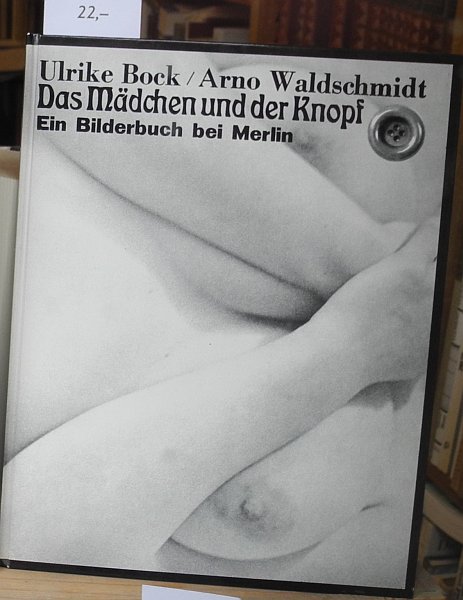 22,–
Ulrike Bock / Arno Waldschmidt
Das Mädchen und der Knopf
Ein Bilderbuch bei Merlin